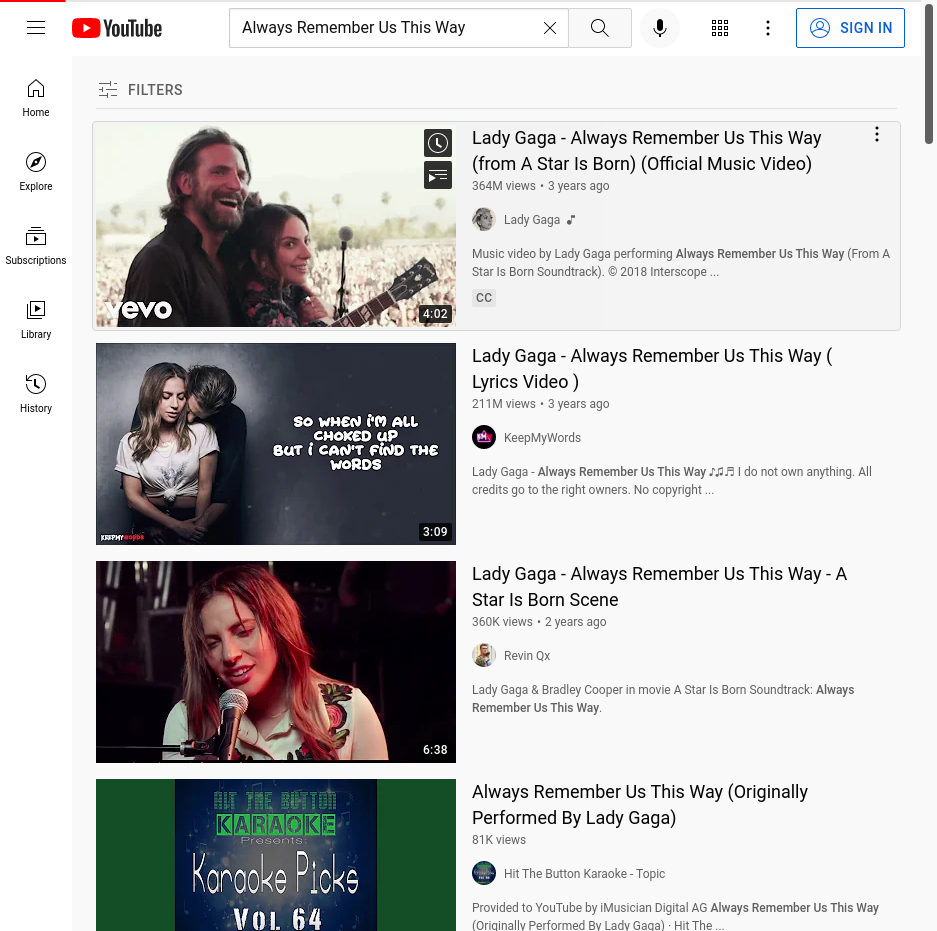 YouTube
Always Remember Us This Way
SIGN IN
Home
Explore
Subscriptions
Library
History
FILTERS
vevo
4:02
Lady Gaga - Always Remember Us This Way
(from A Star Is Born) (Official Music Video)
364M views • 3 years ago
Lady Gaga
Music video by Lady Gaga performing Always Remember Us This Way (From A
Star Is Born Soundtrack). © 2018 Interscope ...
CC
SO WHEN I'M ALL
CHOKED UP
BUT I CAN'T FIND THE
WORDS
KEEPMYWORDS
3:09
Lady Gaga - Always Remember Us This Way (
Lyrics Video )
211M views • 3 years ago
KeepMyWords
Lady Gaga - Always Remember Us This Way ♪♫♬ I do not own anything. All
credits go to the right owners. No copyright ...
6:38
Lady Gaga - Always Remember Us This Way - A
Star Is Born Scene
360K views • 2 years ago
Revin Qx
Lady Gaga & Bradley Cooper in movie A Star Is Born Soundtrack: Always
Remember Us This Way.
HIT THE BUTTON
KARAOKE
Presents:
Karaoke Picks
VOL 64
Always Remember Us This Way (Originally
Performed By Lady Gaga)
81K views
Hit The Button Karaoke - Topic
Provided to YouTube by iMusician Digital AG Always Remember Us This Way
(Originally Performed By Lady Gaga) · Hit The ...